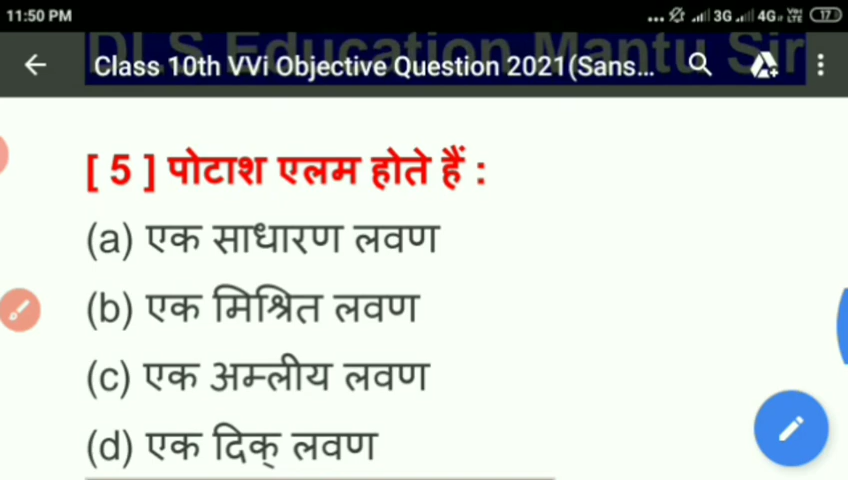 11:50 PM ... 3G 4G VoLTE 17
DLS Education Mantu Sir
Class 10th VVi Objective Question 2021(Sans...
[ 5 ] पोटाश एलम होते हैं :
(a) एक साधारण लवण
(b) एक मिश्रित लवण
(c) एक अम्लीय लवण
(d) एक दिक् लवण